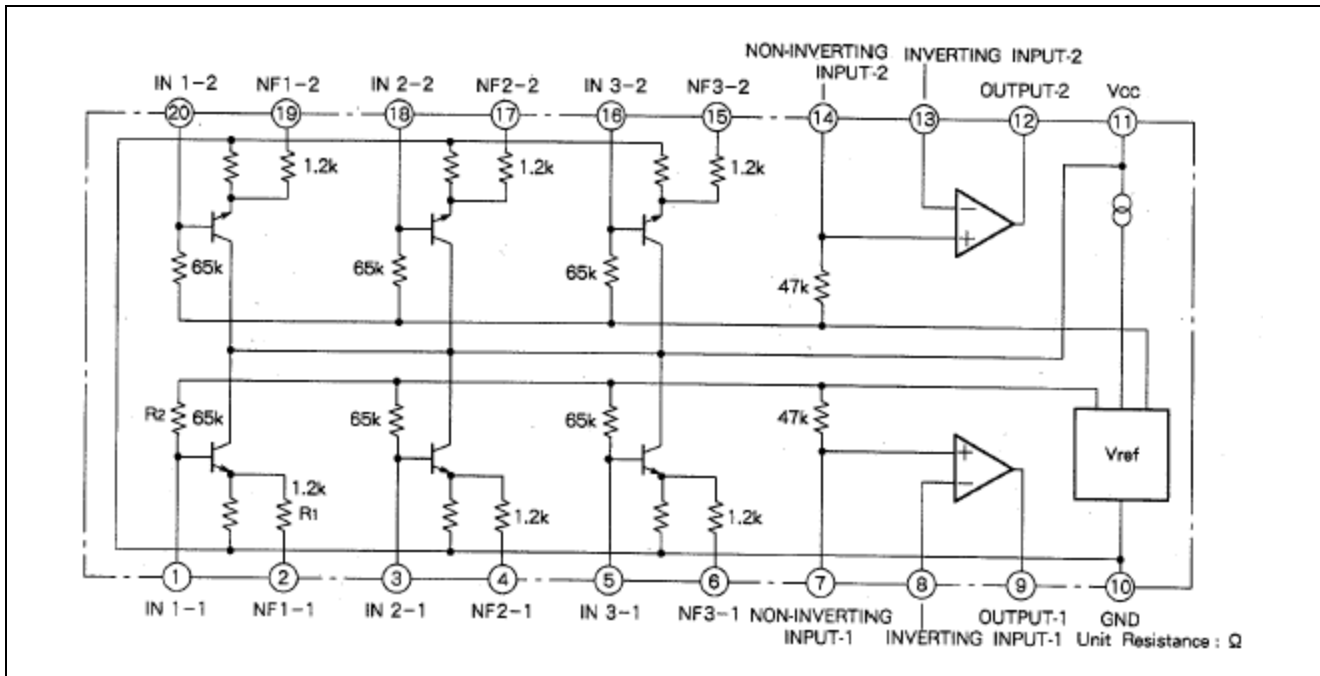 NON-INVERTING INPUT-2
INVERTING INPUT-2
IN 1-2
NF1-2
IN 2-2
NF2-2
IN 3-2
NF3-2
OUTPUT-2
Vcc
20
19
18
17
16
15
14
13
12
11
1.2k
1.2k
1.2k
−
+
65k
65k
65k
47k
R2
65k
65k
65k
47k
Vref
+
−
1.2k
R1
1.2k
1.2k
1
2
3
4
5
6
7
8
9
10
IN 1-1
NF1-1
IN 2-1
NF2-1
IN 3-1
NF3-1
NON-INVERTING INPUT-1
INVERTING INPUT-1
OUTPUT-1
GND
Unit Resistance : Ω